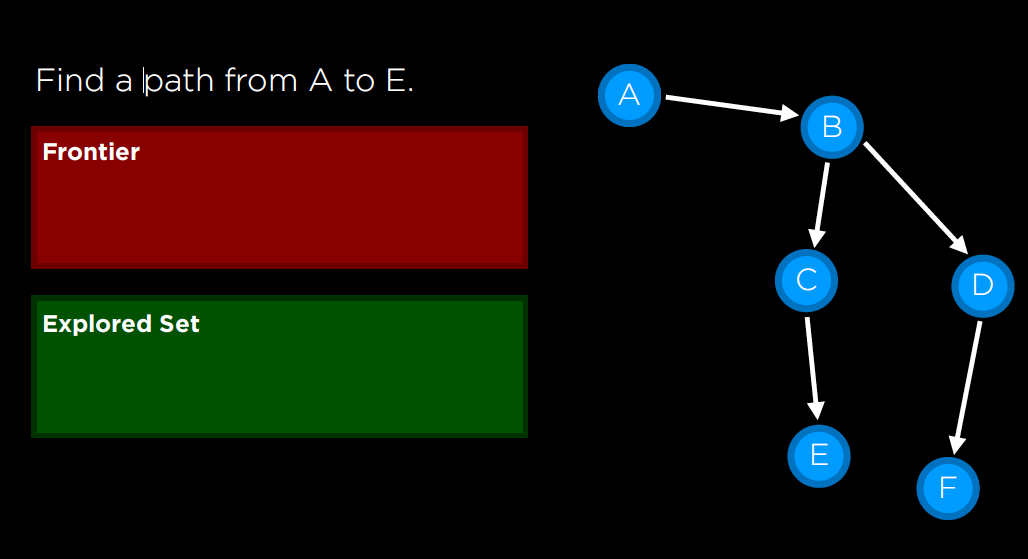 Find a path from A to E.
Frontier
Explored Set
A
B
C
D
E
F